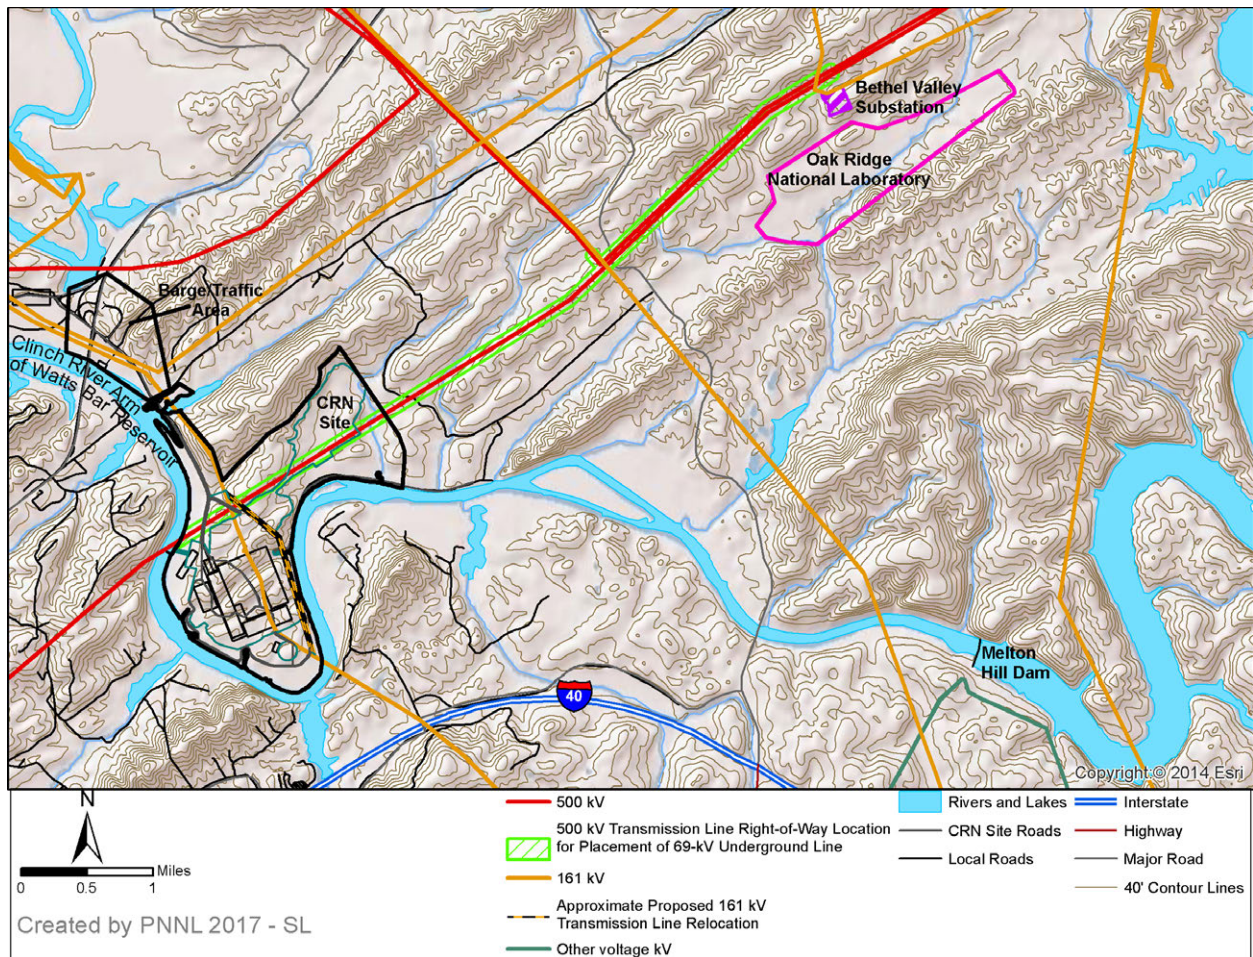 Bethel Valley
Substation
Oak Ridge
National Laboratory
Barge/Traffic
Area
Clinch River Arm
of Watts Bar Reservoir
CRN
Site
Melton
Hill Dam
40
Copyright:© 2014 Esri
N
0 0.5 1 Miles
Created by PNNL 2017 - SL
500 kV
500 kV Transmission Line Right-of-Way Location
for Placement of 69-kV Underground Line
161 kV
Approximate Proposed 161 kV
Transmission Line Relocation
Other voltage kV
Rivers and Lakes
CRN Site Roads
Local Roads
Interstate
Highway
Major Road
40' Contour Lines